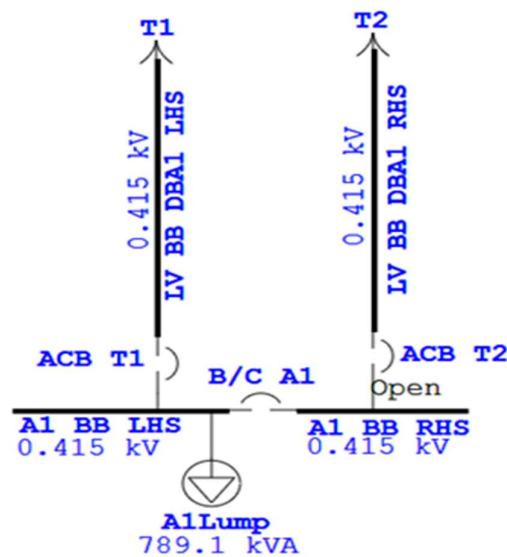 T1
T2
0.415 kV
LV BB DBA1 LHS
0.415 kV
LV BB DBA1 RHS
ACB T1
ACB T2
B/C A1
Open
A1 BB LHS
0.415 kV
A1 BB RHS
0.415 kV
A1Lump
789.1 kVA